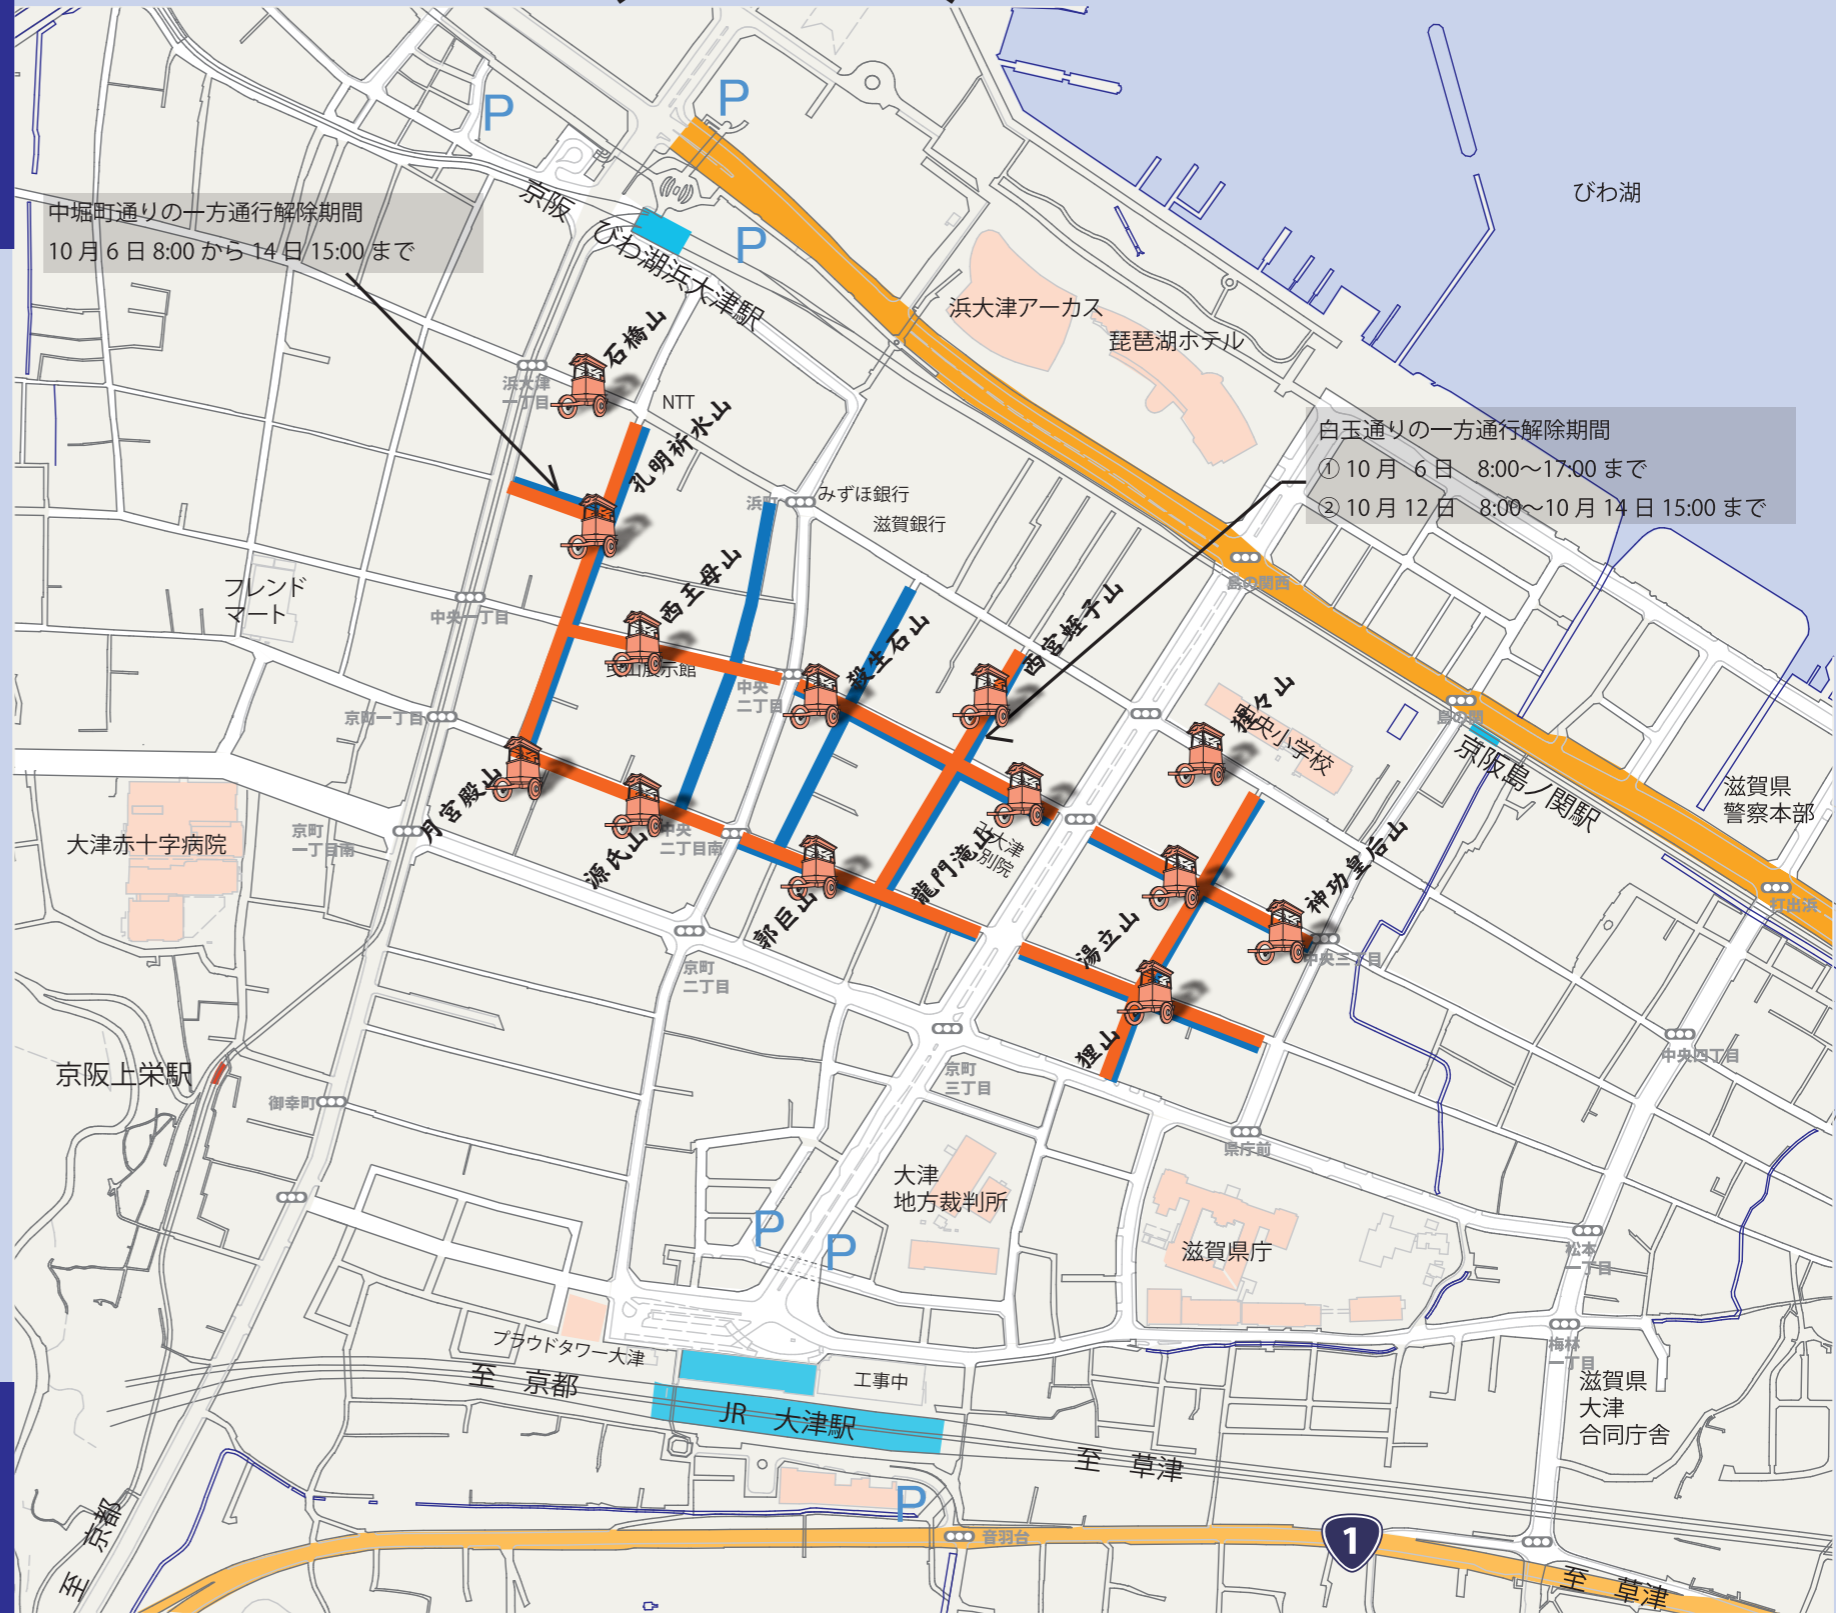 P
P
京阪
びわ湖浜大津駅
P
びわ湖
中堀町通りの一方通行解除期間
10 月 6 日 8:00 から 14 日 15:00 まで
浜大津アーカス
琵琶湖ホテル
石橋山
浜大津
一丁目
NTT
孔明祈水山
白玉通りの一方通行解除期間
① 10 月 6 日 8:00～17:00 まで
② 10 月 12 日 8:00～10 月 14 日 15:00 まで
浜町
みずほ銀行
滋賀銀行
島の関西
フレンド
マート
中央一丁目
西王母山
曳山展示館
中央
二丁目
殺生石山
西宮蛭子山
猩々山
中央小学校
島の関
京阪島ノ関駅
滋賀県
警察本部
京町一丁目
月宮殿山
大津赤十字病院
京町
一丁目南
源氏山
中央
二丁目南
郭巨山
龍門滝山
大津
別院
湯立山
神功皇后山
中央三丁目
打出浜
京町
二丁目
狸山
京町
三丁目
中央四丁目
京阪上栄駅
御幸町
県庁前
大津
地方裁判所
滋賀県庁
松本
一丁目
P
P
プラウドタワー大津
工事中
至 京都
JR 大津駅
至 草津
梅林
一丁目
滋賀県
大津
合同庁舎
P
音羽台
1
至 京都
至 草津